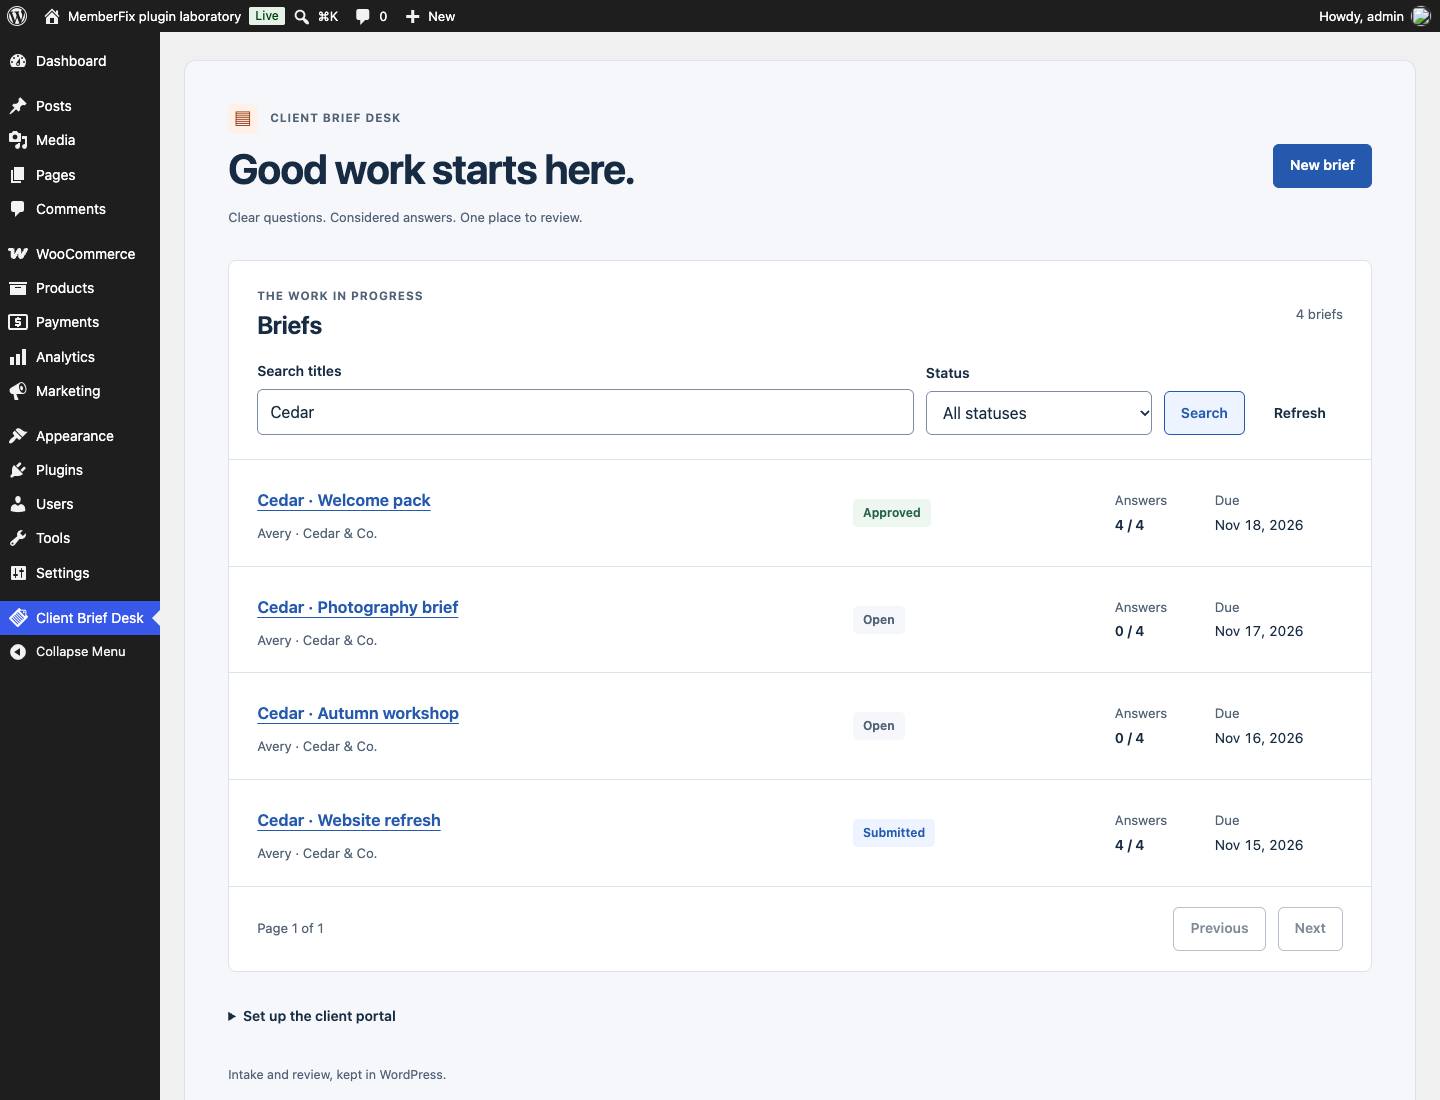 MemberFix plugin laboratory Live ⌘K 0 New
Howdy, admin
Dashboard
Posts
Media
Pages
Comments
WooCommerce
Products
Payments
Analytics
Marketing
Appearance
Plugins
Users
Tools
Settings
Client Brief Desk
Collapse Menu
CLIENT BRIEF DESK
Good work starts here.
New brief
Clear questions. Considered answers. One place to review.
THE WORK IN PROGRESS
Briefs
4 briefs
Search titles
Status
Cedar
All statuses
Search
Refresh
Cedar · Welcome pack
Avery · Cedar & Co.
Approved
Answers
4 / 4
Due
Nov 18, 2026
Cedar · Photography brief
Avery · Cedar & Co.
Open
Answers
0 / 4
Due
Nov 17, 2026
Cedar · Autumn workshop
Avery · Cedar & Co.
Open
Answers
0 / 4
Due
Nov 16, 2026
Cedar · Website refresh
Avery · Cedar & Co.
Submitted
Answers
4 / 4
Due
Nov 15, 2026
Page 1 of 1
Previous
Next
Set up the client portal
Intake and review, kept in WordPress.